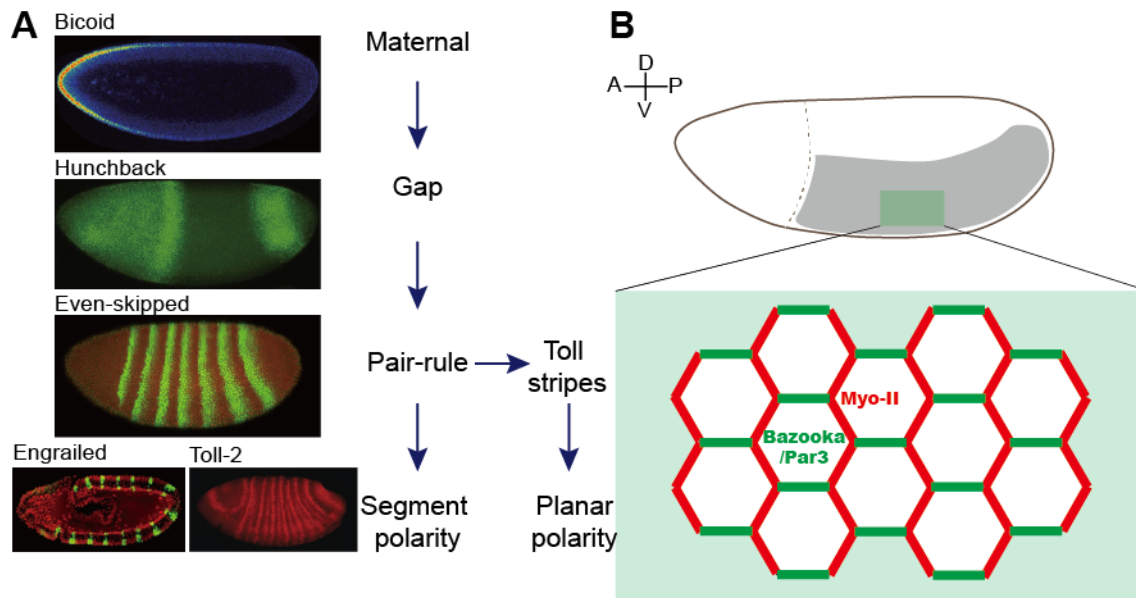 A
Bicoid
Hunchback
Even-skipped
Engrailed
Toll-2
Maternal
Gap
Pair-rule
Toll
stripes
Segment
polarity
Planar
polarity
B
D
A
P
V
Myo-II
Bazooka
/Par3